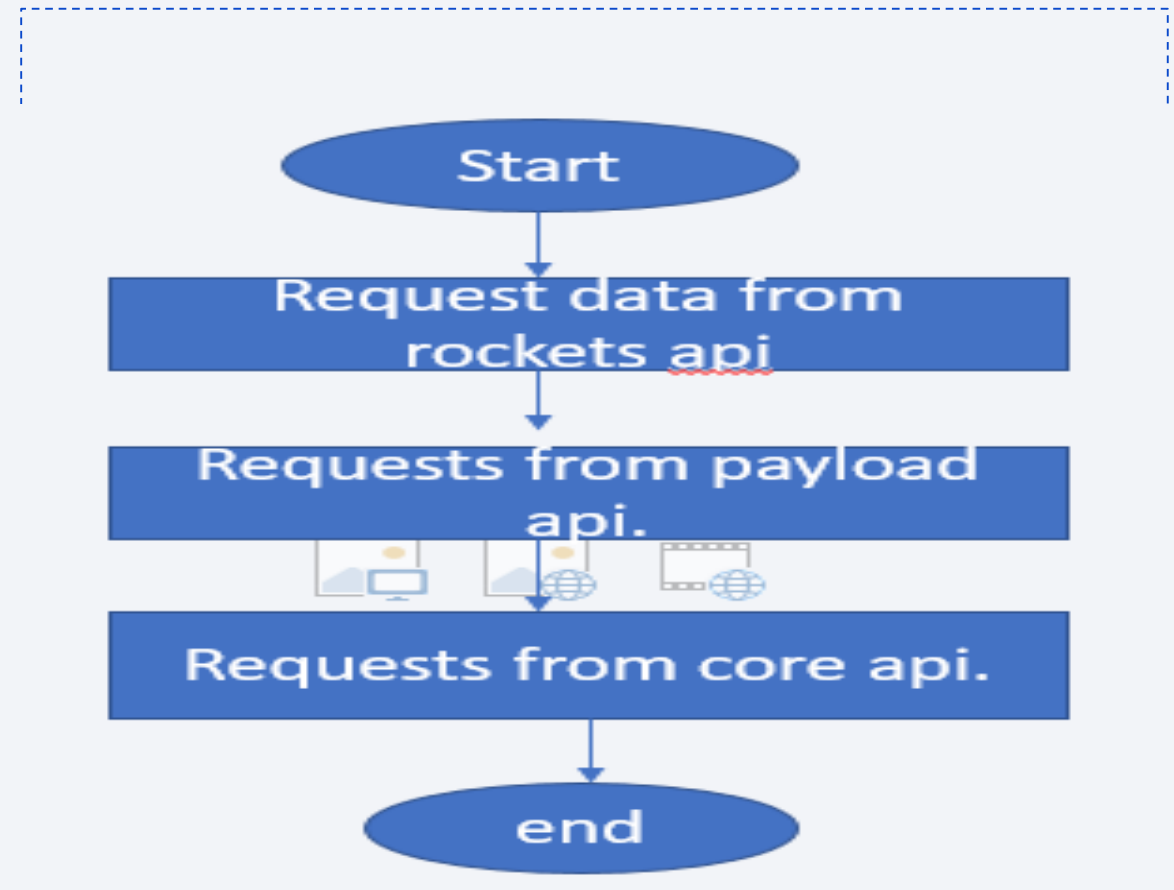 Start
Request data from
rockets api
Requests from payload
api.
Requests from core api.
end